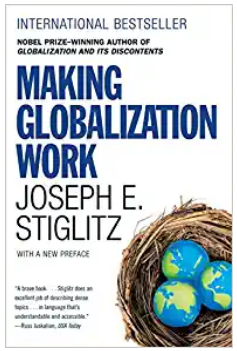 INTERNATIONAL BESTSELLER
NOBEL PRIZE–WINNING AUTHOR OF
GLOBALIZATION AND ITS DISCONTENTS
MAKING
GLOBALIZATION
WORK
JOSEPH E.
STIGLITZ
WITH A NEW PREFACE
"A brave book. . . . Stiglitz does an
excellent job of describing dense
topics . . . in language that's
understandable and accessible."
—Russ Juskalian, USA Today